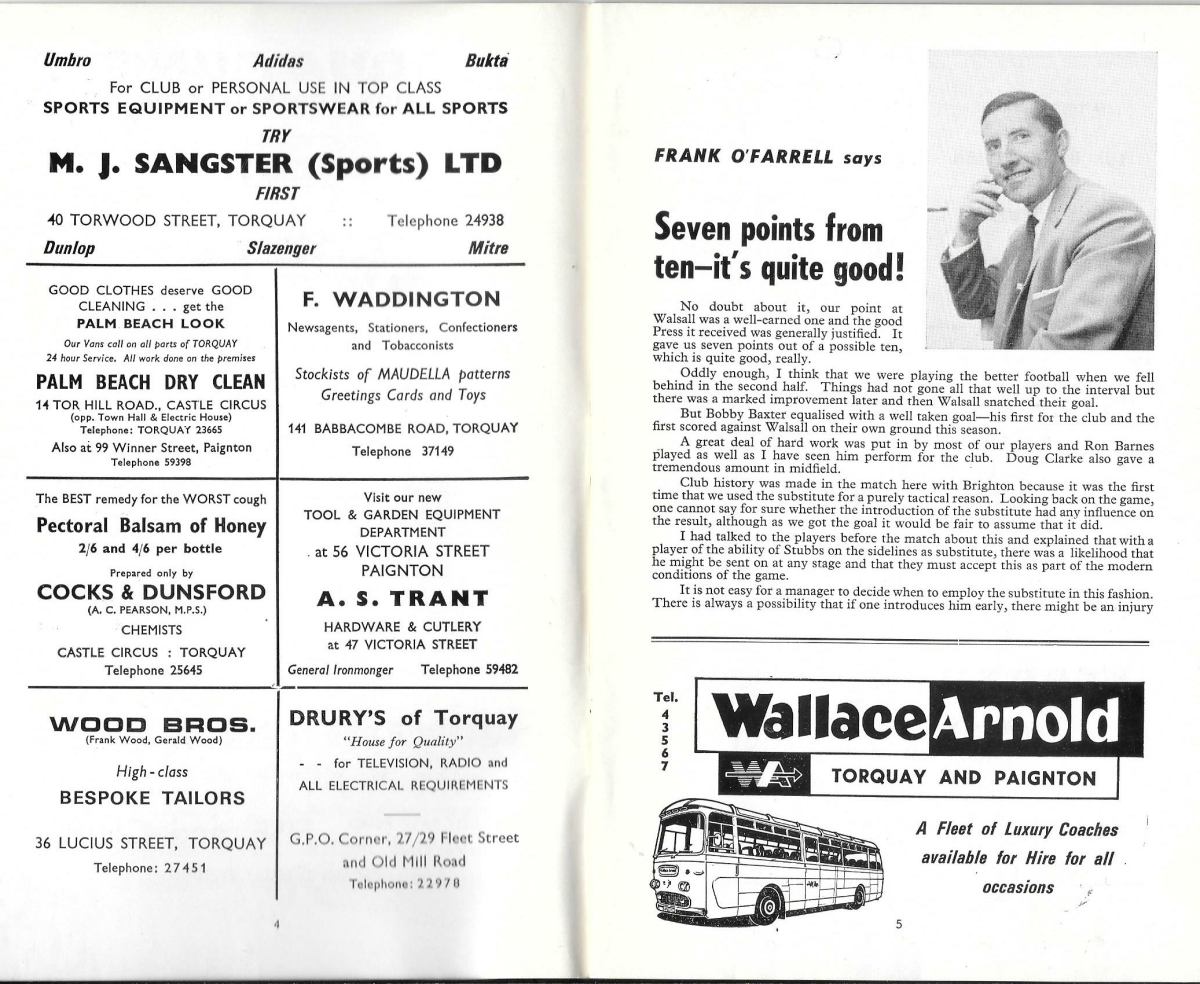 Umbro Adidas Bukta
For CLUB or PERSONAL USE IN TOP CLASS
SPORTS EQUIPMENT or SPORTSWEAR for ALL SPORTS
TRY
M. J. SANGSTER (Sports) LTD
FIRST
40 TORWOOD STREET, TORQUAY :: Telephone 24938
Dunlop Slazenger Mitre
GOOD CLOTHES deserve GOOD
CLEANING . . . get the
PALM BEACH LOOK
Our Vans call on all parts of TORQUAY
24 hour Service. All work done on the premises
PALM BEACH DRY CLEAN
14 TOR HILL ROAD., CASTLE CIRCUS
(opp. Town Hall & Electric House)
Telephone: TORQUAY 23665
Also at 99 Winner Street, Paignton
Telephone 59398
F. WADDINGTON
Newsagents, Stationers, Confectioners
and Tobacconists
Stockists of MAUDELLA patterns
Greetings Cards and Toys
141 BABBACOMBE ROAD, TORQUAY
Telephone 37149
The BEST remedy for the WORST cough
Pectoral Balsam of Honey
2/6 and 4/6 per bottle
Prepared only by
COCKS & DUNSFORD
(A. C. PEARSON, M.P.S.)
CHEMISTS
CASTLE CIRCUS : TORQUAY
Telephone 25645
Visit our new
TOOL & GARDEN EQUIPMENT
DEPARTMENT
at 56 VICTORIA STREET
PAIGNTON
A. S. TRANT
HARDWARE & CUTLERY
at 47 VICTORIA STREET
General Ironmonger Telephone 59482
WOOD BROS.
(Frank Wood, Gerald Wood)
High-class
BESPOKE TAILORS
36 LUCIUS STREET, TORQUAY
Telephone: 27451
DRURY'S of Torquay
"House for Quality"
- - for TELEVISION, RADIO and
ALL ELECTRICAL REQUIREMENTS
G.P.O. Corner, 27/29 Fleet Street
and Old Mill Road
Telephone: 22978
4
FRANK O'FARRELL says
Seven points from
ten—it's quite good!
No doubt about it, our point at
Walsall was a well-earned one and the good
Press it received was generally justified. It
gave us seven points out of a possible ten,
which is quite good, really.
Oddly enough, I think that we were playing the better football when we fell
behind in the second half. Things had not gone all that well up to the interval but
there was a marked improvement later and then Walsall snatched their goal.
But Bobby Baxter equalised with a well taken goal—his first for the club and the
first scored against Walsall on their own ground this season.
A great deal of hard work was put in by most of our players and Ron Barnes
played as well as I have seen him perform for the club. Doug Clarke also gave a
tremendous amount in midfield.
Club history was made in the match here with Brighton because it was the first
time that we used the substitute for a purely tactical reason. Looking back on the game,
one cannot say for sure whether the introduction of the substitute had any influence on
the result, although as we got the goal it would be fair to assume that it did.
I had talked to the players before the match about this and explained that with a
player of the ability of Stubbs on the sidelines as substitute, there was a likelihood that
he might be sent on at any stage and that they must accept this as part of the modern
conditions of the game.
It is not easy for a manager to decide when to employ the substitute in this fashion.
There is always a possibility that if one introduces him early, there might be an injury
Tel.
4
3
5
6
7
Wallace Arnold
WA
TORQUAY AND PAIGNTON
A Fleet of Luxury Coaches
available for Hire for all
occasions
5